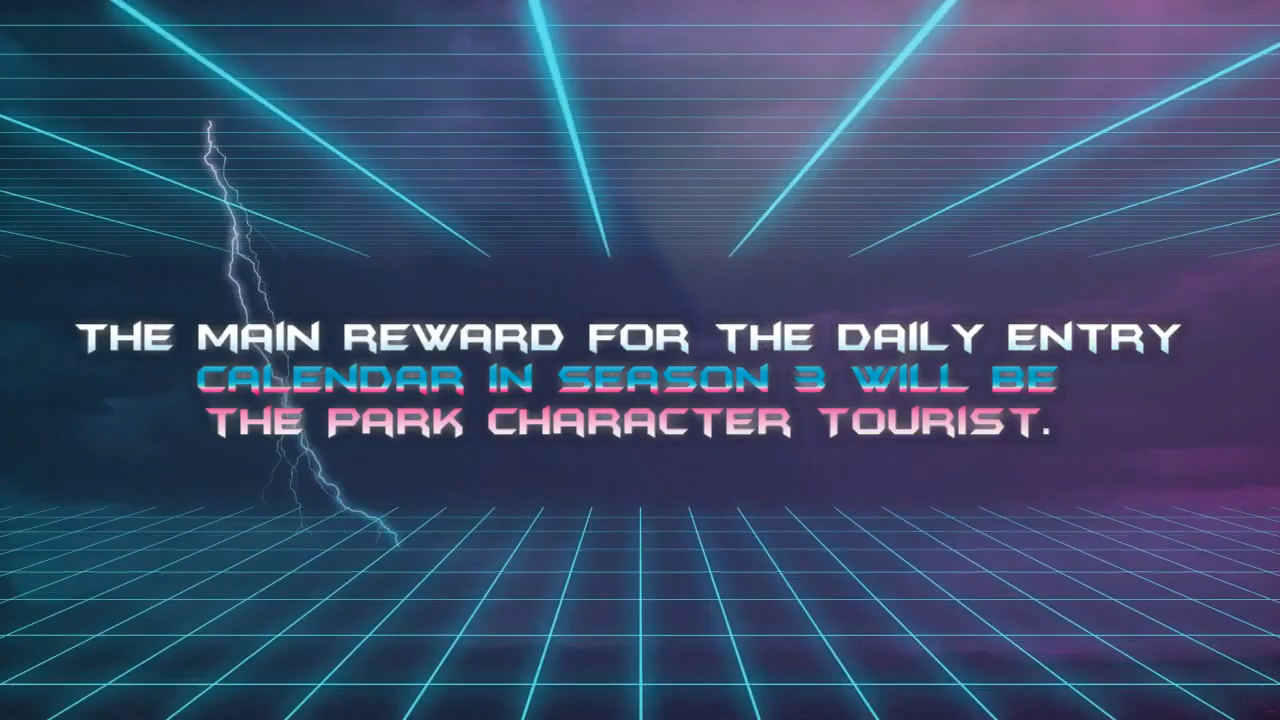 THE MAIN REWARD FOR THE DAILY ENTRY
CALENDAR IN SEASON 3 WILL BE
THE PARK CHARACTER TOURIST.